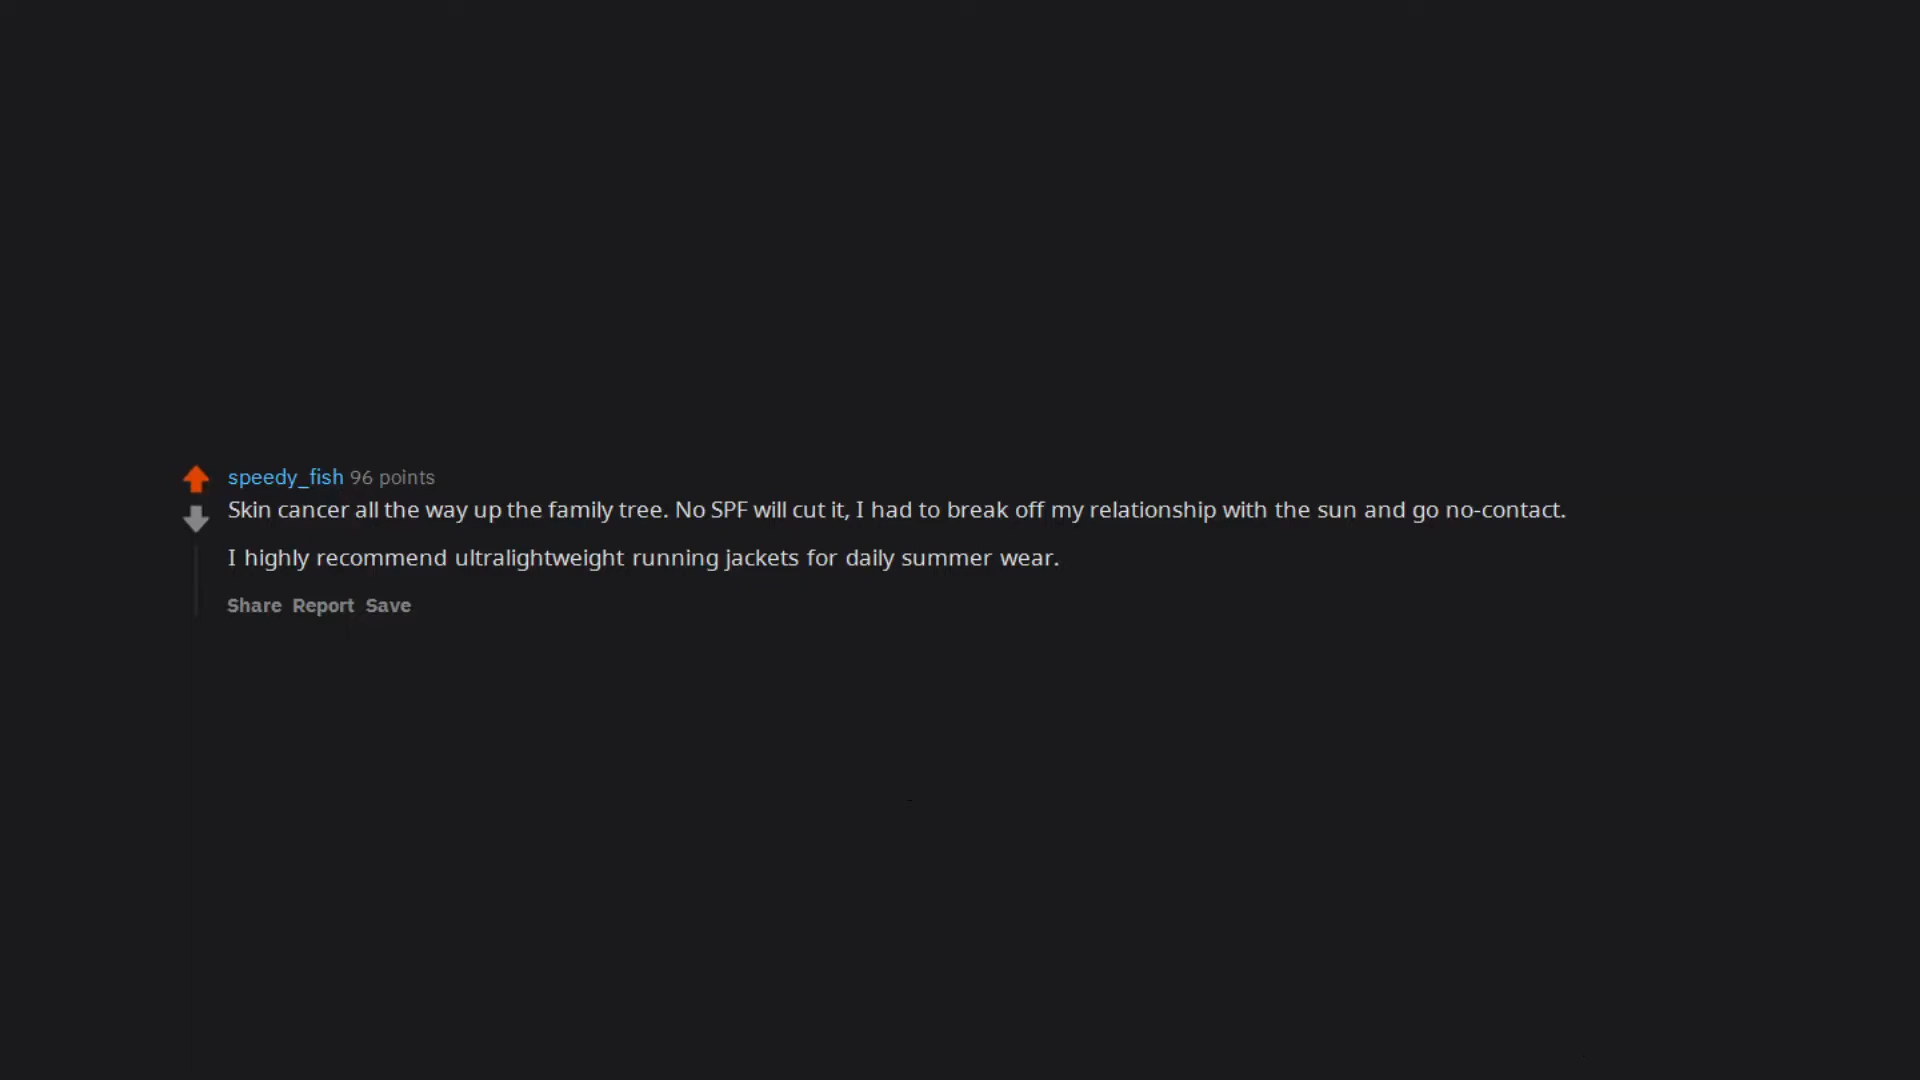 speedy_fish 96 points
Skin cancer all the way up the family tree. No SPF will cut it, I had to break off my relationship with the sun and go no-contact.
I highly recommend ultralightweight running jackets for daily summer wear.
Share Report Save